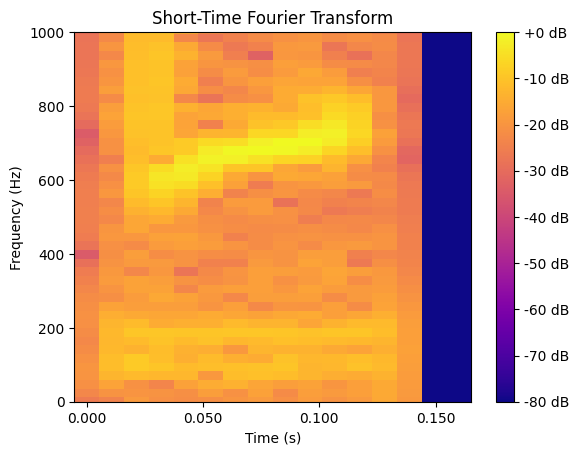 Short-Time Fourier Transform
1000
800
600
400
200
0
Frequency (Hz)
0.000
0.050
0.100
0.150
Time (s)
+0 dB
-10 dB
-20 dB
-30 dB
-40 dB
-50 dB
-60 dB
-70 dB
-80 dB